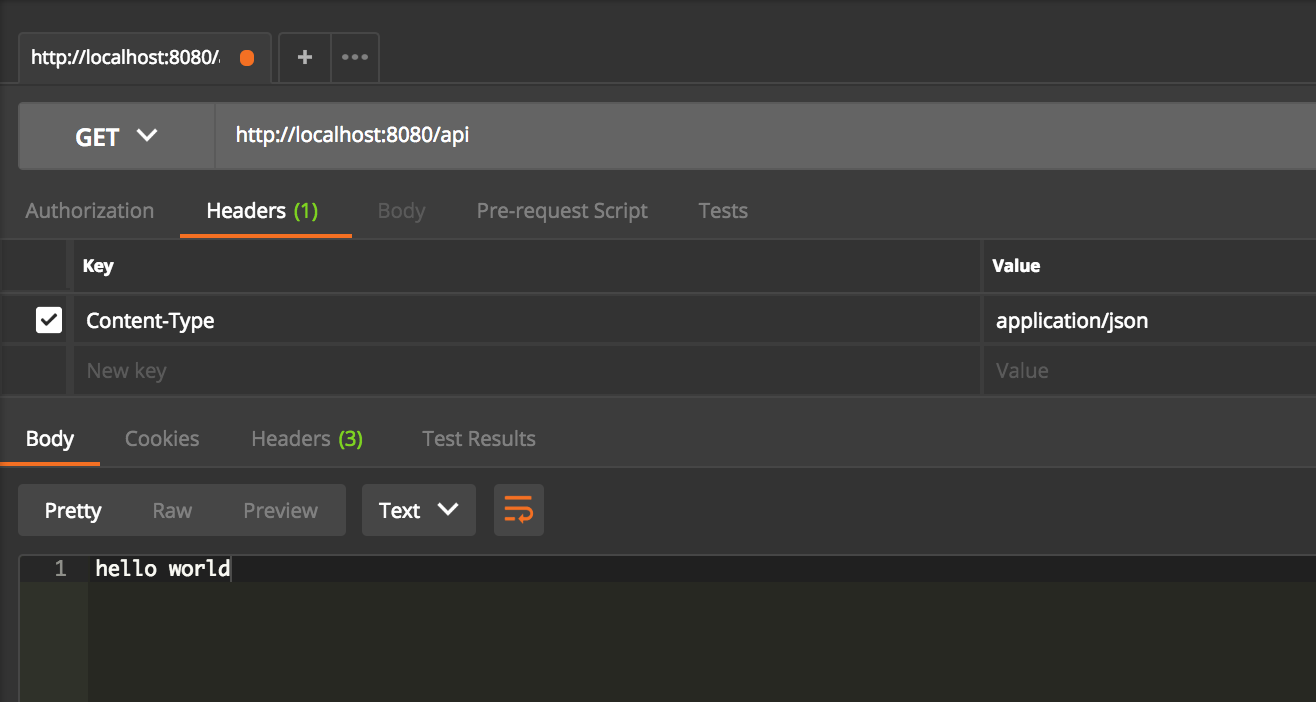 http://localhost:8080/
+ •••
GET http://localhost:8080/api
Authorization Headers (1) Body Pre-request Script Tests
Key Value
Content-Type application/json
New key Value
Body Cookies Headers (3) Test Results
Pretty Raw Preview Text
1 hello world